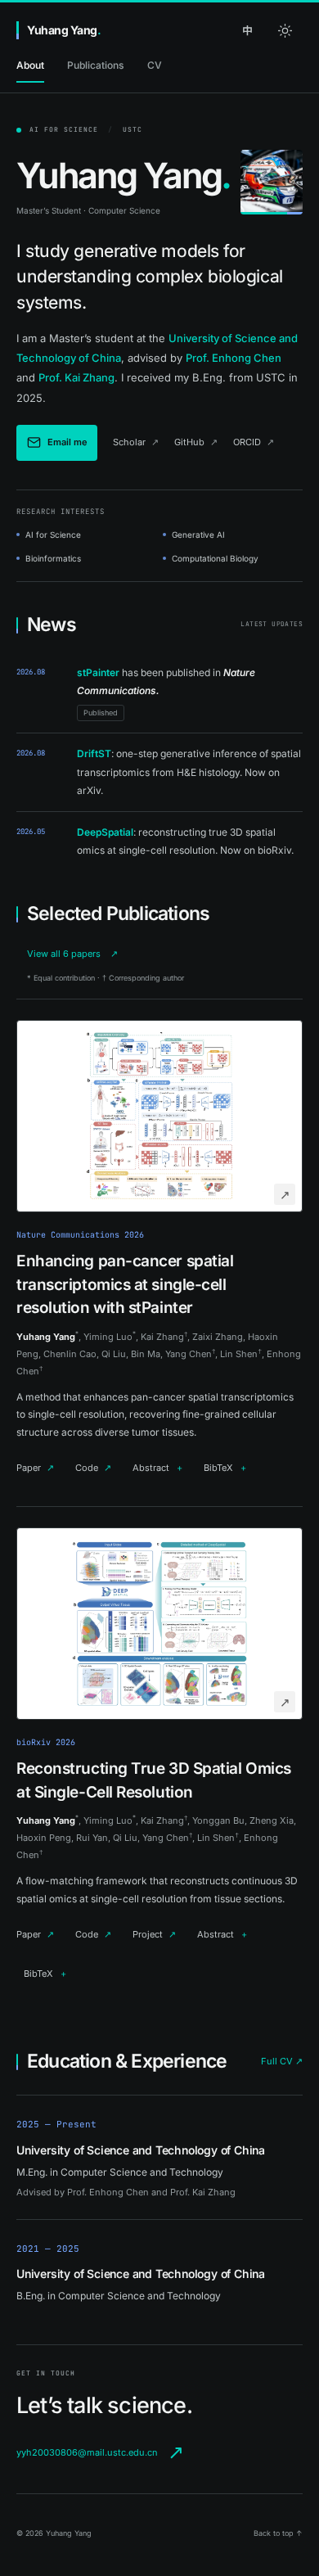 Yuhang Yang.
中
About
Publications
CV
AI FOR SCIENCE / USTC
Yuhang Yang.
Master's Student · Computer Science
I study generative models for
understanding complex biological
systems.
I am a Master's student at the University of Science and
Technology of China, advised by Prof. Enhong Chen
and Prof. Kai Zhang. I received my B.Eng. from USTC in
2025.
Email me
Scholar ↗
GitHub ↗
ORCID ↗
RESEARCH INTERESTS
AI for Science
Generative AI
Bioinformatics
Computational Biology
News
LATEST UPDATES
2026.08
stPainter has been published in Nature
Communications.
Published
2026.08
DriftST: one-step generative inference of spatial
transcriptomics from H&E histology. Now on
arXiv.
2026.05
DeepSpatial: reconstructing true 3D spatial
omics at single-cell resolution. Now on bioRxiv.
Selected Publications
View all 6 papers ↗
* Equal contribution · † Corresponding author
↗
Nature Communications 2026
Enhancing pan-cancer spatial
transcriptomics at single-cell
resolution with stPainter
Yuhang Yang*, Yiming Luo*, Kai Zhang†, Zaixi Zhang, Haoxin
Peng, Chenlin Cao, Qi Liu, Bin Ma, Yang Chen†, Lin Shen†, Enhong
Chen†
A method that enhances pan-cancer spatial transcriptomics
to single-cell resolution, recovering fine-grained cellular
structure across diverse tumor tissues.
Paper ↗
Code ↗
Abstract +
BibTeX +
↗
bioRxiv 2026
Reconstructing True 3D Spatial Omics
at Single-Cell Resolution
Yuhang Yang*, Yiming Luo*, Kai Zhang†, Yonggan Bu, Zheng Xia,
Haoxin Peng, Rui Yan, Qi Liu, Yang Chen†, Lin Shen†, Enhong
Chen†
A flow-matching framework that reconstructs continuous 3D
spatial omics at single-cell resolution from tissue sections.
Paper ↗
Code ↗
Project ↗
Abstract +
BibTeX +
Education & Experience
Full CV ↗
2025 — Present
University of Science and Technology of China
M.Eng. in Computer Science and Technology
Advised by Prof. Enhong Chen and Prof. Kai Zhang
2021 — 2025
University of Science and Technology of China
B.Eng. in Computer Science and Technology
GET IN TOUCH
Let's talk science.
yyh20030806@mail.ustc.edu.cn ↗
© 2026 Yuhang Yang
Back to top ↑